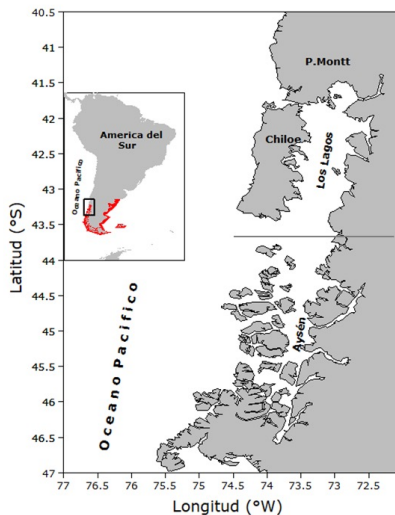 40.5
41
41.5
42
42.5
43
43.5
44
44.5
45
45.5
46
46.5
47
Latitud (°S)
77
76.5
76
75.5
75
74.5
74
73.5
73
72.5
Longitud (°W)
P.Montt
Chiloe
Los Lagos
Aysén
Oceano Pacifico
America del
Sur
Oceano Pacifico